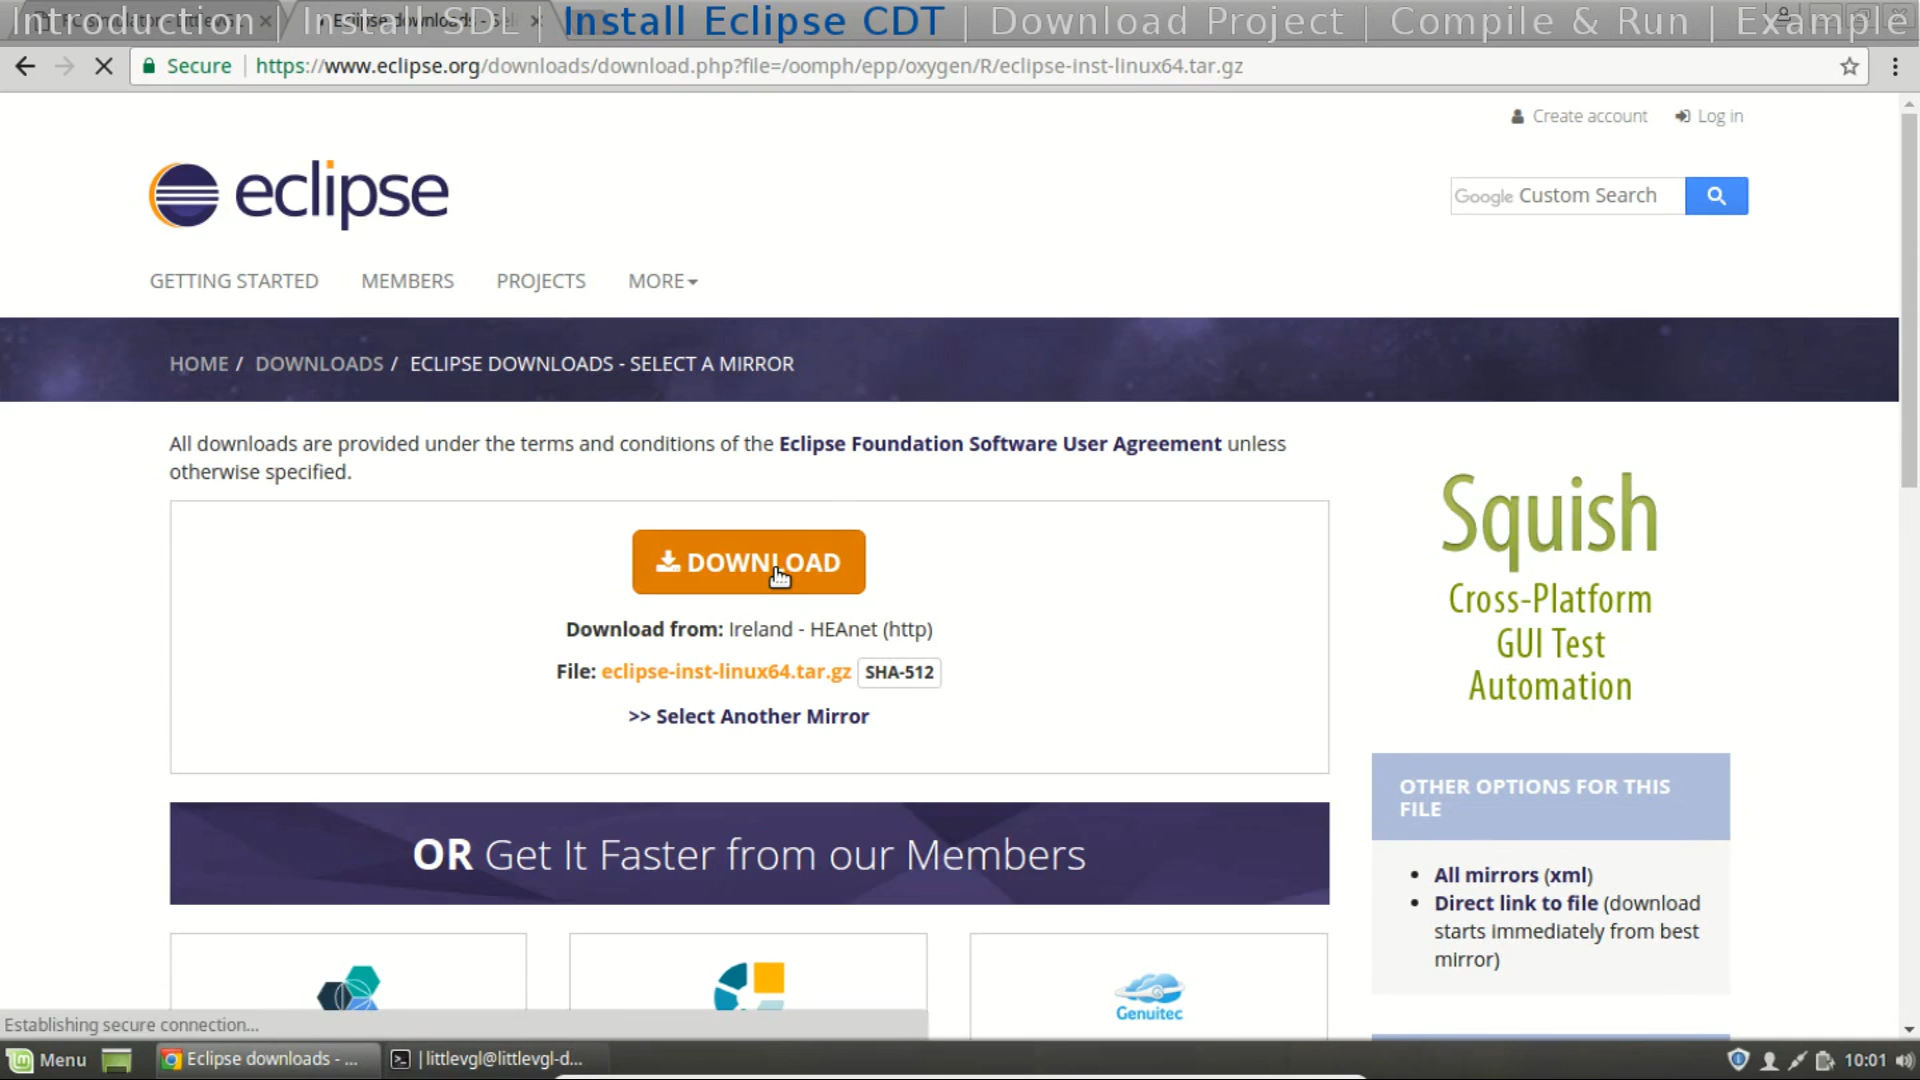 Introduction | Install SDL | Install Eclipse CDT | Download Project | Compile & Run | Example
Secure https://www.eclipse.org/downloads/download.php?file=/oomph/epp/oxygen/R/eclipse-inst-linux64.tar.gz
Create account Log in
eclipse
Google Custom Search
GETTING STARTED MEMBERS PROJECTS MORE
HOME / DOWNLOADS / ECLIPSE DOWNLOADS - SELECT A MIRROR
All downloads are provided under the terms and conditions of the Eclipse Foundation Software User Agreement unless
otherwise specified.
DOWNLOAD
Download from: Ireland - HEAnet (http)
File: eclipse-inst-linux64.tar.gz SHA-512
>> Select Another Mirror
Squish
Cross-Platform
GUI Test
Automation
OTHER OPTIONS FOR THIS
FILE
All mirrors (xml)
Direct link to file (download
starts immediately from best
mirror)
OR Get It Faster from our Members
Genuitec
Establishing secure connection...
Menu Eclipse downloads - ... littlevgl@littlevgl-d... 10:01